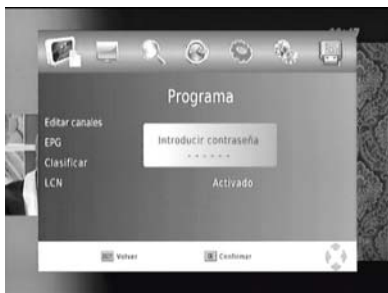 Programa
Editar canales
EPG
Introducir contraseña
- - - - - -
Clasificar
LCN Activado
Volver Confirmar